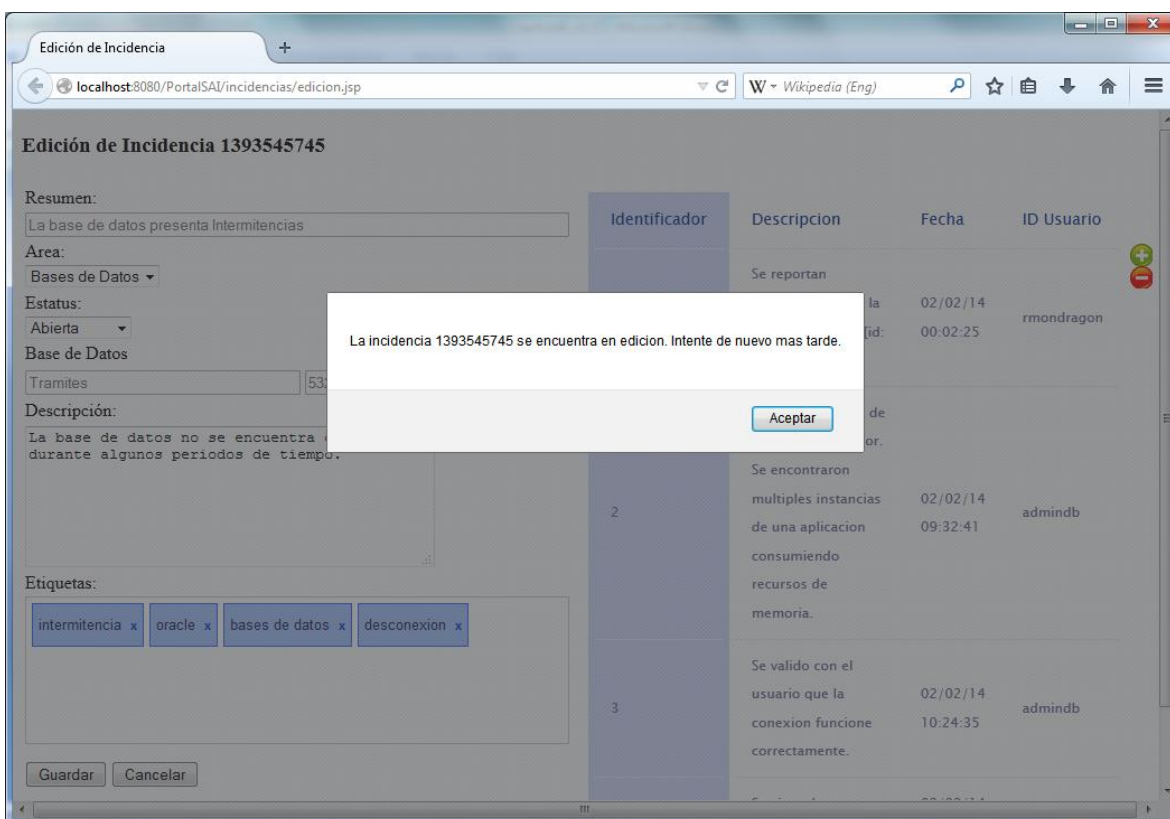 Edición de Incidencia
localhost:8080/PortalSAI/incidencias/edicion.jsp
Wikipedia (Eng)
Edición de Incidencia 1393545745
Resumen:
La base de datos presenta Intermitencias
Area:
Bases de Datos
Estatus:
Abierta
Base de Datos
Tramites
53
Descripción:
La base de datos no se encuentra
durante algunos periodos de tiempo.
Etiquetas:
intermitencia x oracle x bases de datos x desconexion x
Guardar Cancelar
Identificador Descripcion Fecha ID Usuario
Se reportan
la
[id:
02/02/14
00:02:25
rmondragon
de
or.
Se encontraron
multiples instancias
de una aplicacion
consumiendo
recursos de
memoria.
2
02/02/14
09:32:41
admindb
Se valido con el
usuario que la
conexion funcione
correctamente.
3
02/02/14
10:24:35
admindb
La incidencia 1393545745 se encuentra en edicion. Intente de nuevo mas tarde.
Aceptar